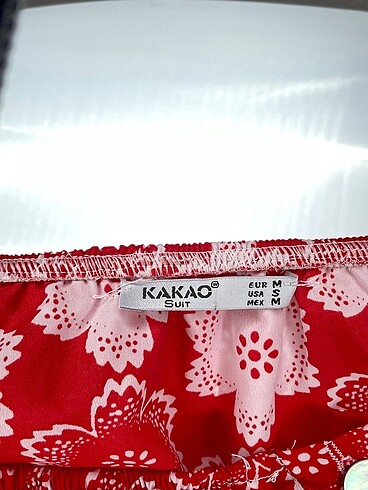 KAKAO®
SUIT
EUR M
USA S
MEX M